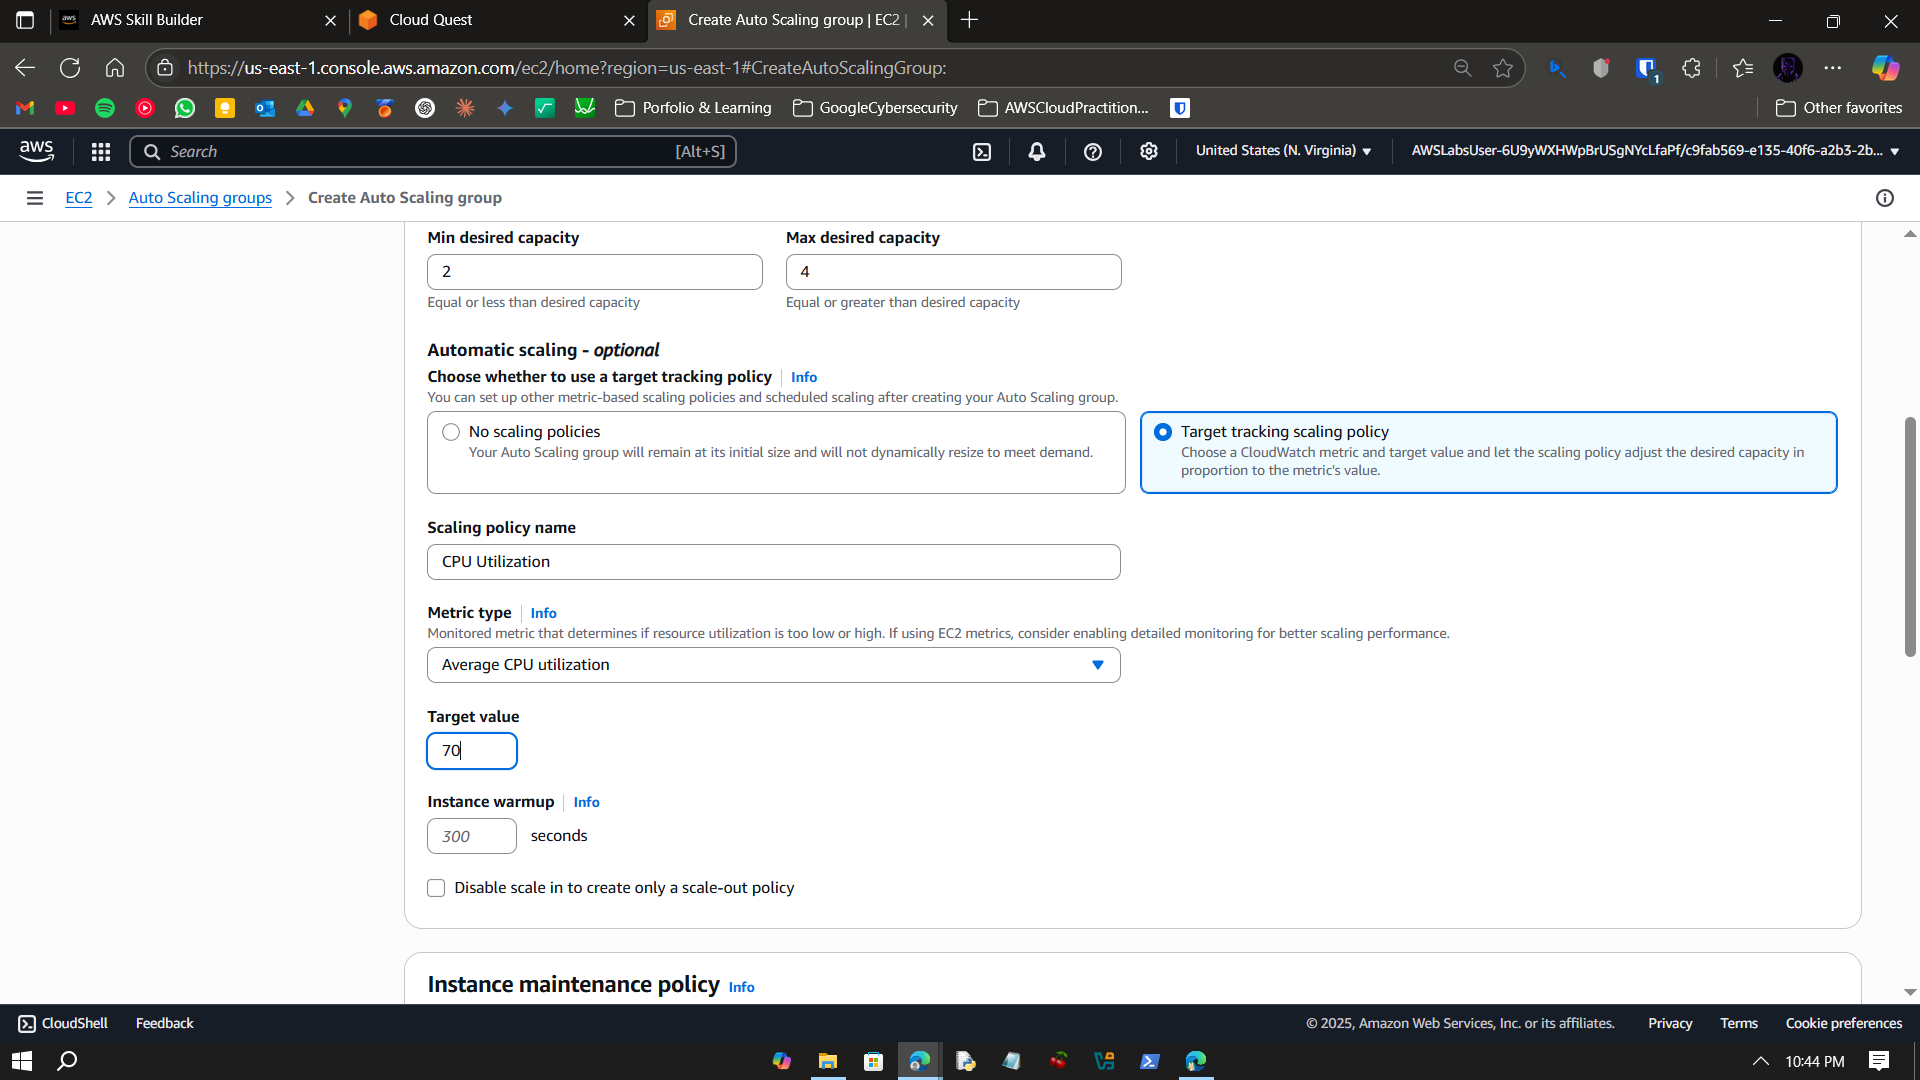 AWS Skill Builder
Cloud Quest
Create Auto Scaling group | EC2 |
https://us-east-1.console.aws.amazon.com/ec2/home?region=us-east-1#CreateAutoScalingGroup:
1
Porfolio & Learning
GoogleCybersecurity
AWSCloudPractition...
Other favorites
aws
Search
[Alt+S]
United States (N. Virginia)
AWSLabsUser-6U9yWXHWpBrUSgNYcLfaPf/c9fab569-e135-40f6-a2b3-2b...
EC2
Auto Scaling groups
Create Auto Scaling group
Min desired capacity
Max desired capacity
2
4
Equal or less than desired capacity
Equal or greater than desired capacity
Automatic scaling - optional
Choose whether to use a target tracking policy
Info
You can set up other metric-based scaling policies and scheduled scaling after creating your Auto Scaling group.
No scaling policies
Your Auto Scaling group will remain at its initial size and will not dynamically resize to meet demand.
Target tracking scaling policy
Choose a CloudWatch metric and target value and let the scaling policy adjust the desired capacity in
proportion to the metric's value.
Scaling policy name
CPU Utilization
Metric type
Info
Monitored metric that determines if resource utilization is too low or high. If using EC2 metrics, consider enabling detailed monitoring for better scaling performance.
Average CPU utilization
Target value
70
Instance warmup
Info
300
seconds
Disable scale in to create only a scale-out policy
Instance maintenance policy
Info
CloudShell
Feedback
© 2025, Amazon Web Services, Inc. or its affiliates.
Privacy
Terms
Cookie preferences
10:44 PM